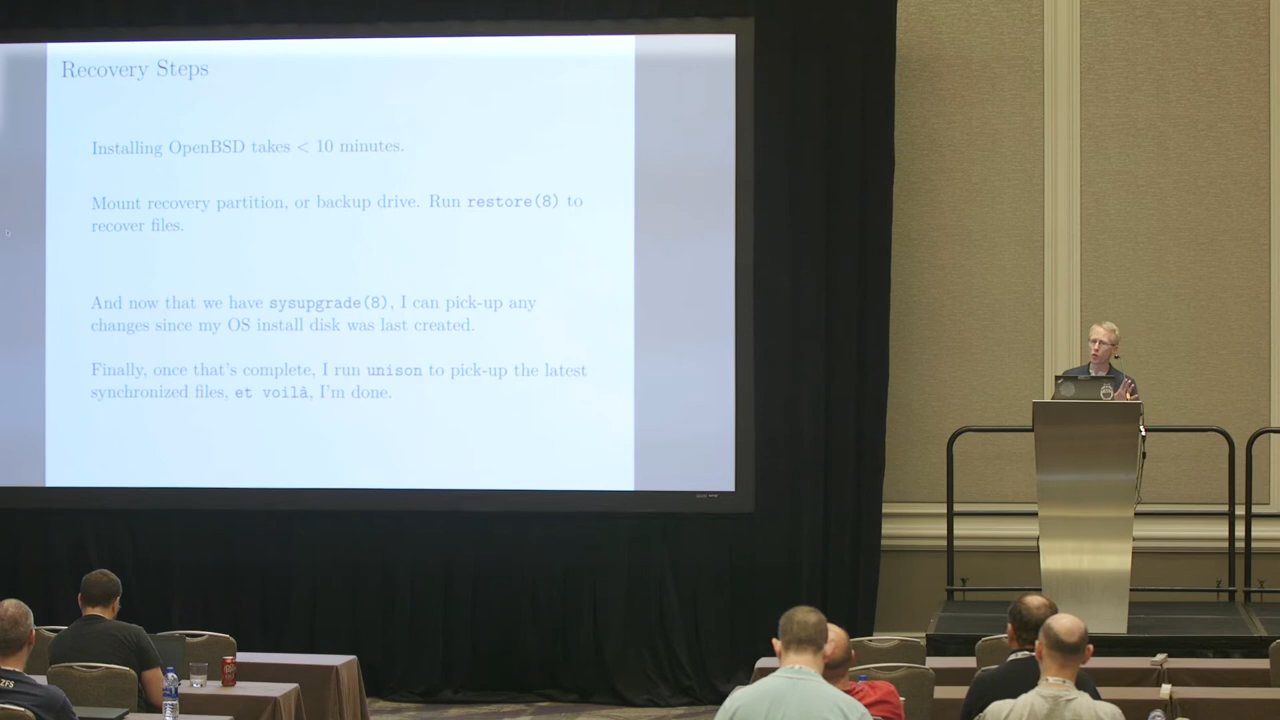 Recovery Steps
Installing OpenBSD takes < 10 minutes.
Mount recovery partition, or backup drive. Run restore(8) to
recover files.
And now that we have sysupgrade(8), I can pick-up any
changes since my OS install disk was last created.
Finally, once that's complete, I run unison to pick-up the latest
synchronized files, et voilà, I'm done.
ZFS